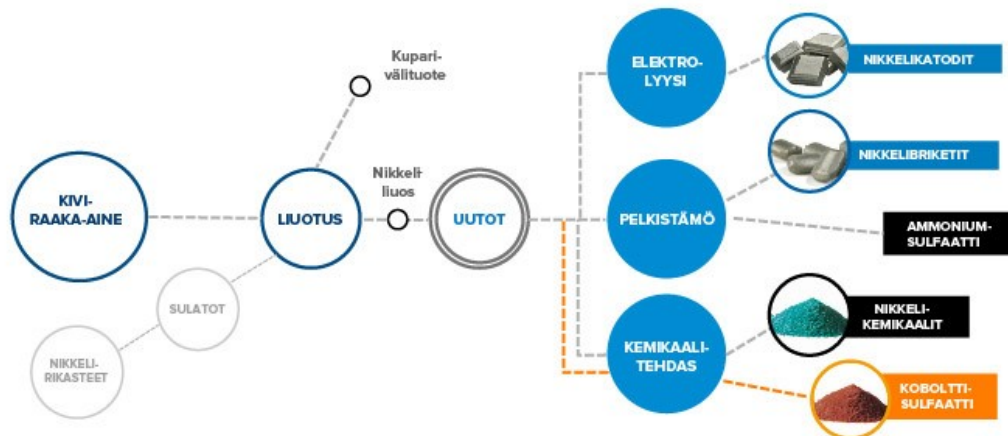 KIVI-
RAAKA-AINE
NIKKELI-
RIKASTEET
SULATOT
LIUOTUS
Kupari-
välituote
Nikkeli-
liuos
UUTOT
ELEKTRO-
LYYSI
NIKKELIKATODIT
PELKISTÄMÖ
NIKKELIBRIKETIT
AMMONIUM-
SULFAATTI
KEMIKAALI-
TEHDAS
NIKKELI-
KEMIKAALIT
KOBOLTTI-
SULFAATTI